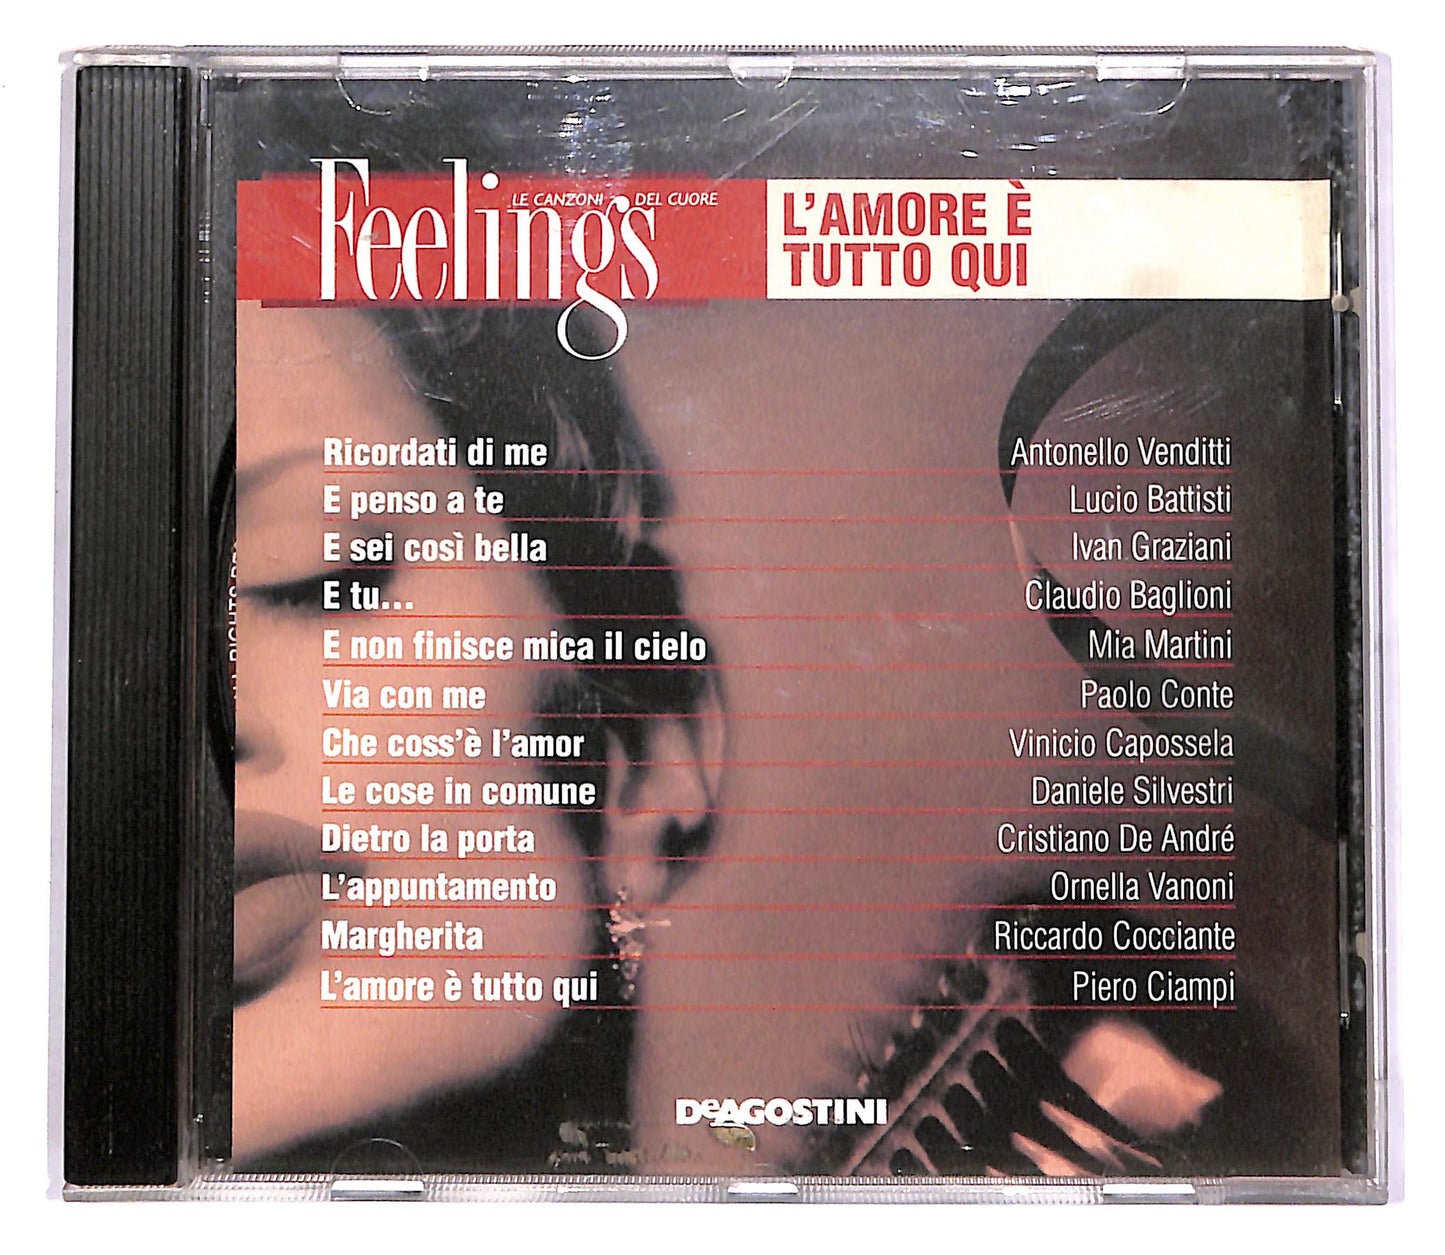 Feelings
LE CANZONI DEL CUORE
L'AMORE È
TUTTO QUI
Ricordati di me Antonello Venditti
E penso a te Lucio Battisti
E sei così bella Ivan Graziani
E tu... Claudio Baglioni
E non finisce mica il cielo Mia Martini
Via con me Paolo Conte
Che coss'è l'amor Vinicio Capossela
Le cose in comune Daniele Silvestri
Dietro la porta Cristiano De André
L'appuntamento Ornella Vanoni
Margherita Riccardo Cocciante
L'amore è tutto qui Piero Ciampi
DeAGOSTINI
RIGHTS